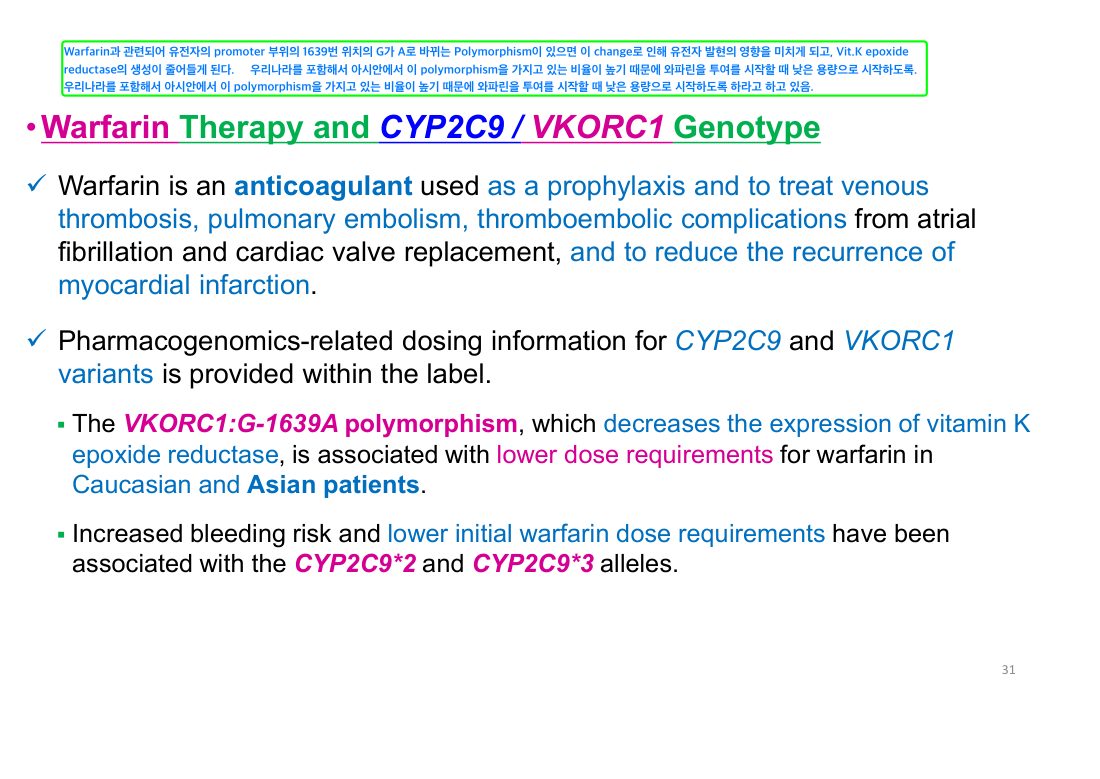 Warfarin과 관련되어 유전자의 promoter 부위의 1639번 위치의 G가 A로 바뀌는 Polymorphism이 있으면 이 change로 인해 유전자 발현의 영향을 미치게 되고, Vit.K epoxide
reductase의 생성이 줄어들게 된다. 우리나라를 포함해서 아시안에서 이 polymorphism을 가지고 있는 비율이 높기 때문에 와파린을 투여를 시작할 때 낮은 용량으로 시작하도록.
우리나라를 포함해서 아시안에서 이 polymorphism을 가지고 있는 비율이 높기 때문에 와파린을 투여를 시작할 때 낮은 용량으로 시작하도록 하라고 하고 있음.
•Warfarin Therapy and CYP2C9 / VKORC1 Genotype
✓ Warfarin is an anticoagulant used as a prophylaxis and to treat venous
thrombosis, pulmonary embolism, thromboembolic complications from atrial
fibrillation and cardiac valve replacement, and to reduce the recurrence of
myocardial infarction.
✓ Pharmacogenomics-related dosing information for CYP2C9 and VKORC1
variants is provided within the label.
▪ The VKORC1:G-1639A polymorphism, which decreases the expression of vitamin K
epoxide reductase, is associated with lower dose requirements for warfarin in
Caucasian and Asian patients.
▪ Increased bleeding risk and lower initial warfarin dose requirements have been
associated with the CYP2C9*2 and CYP2C9*3 alleles.
31